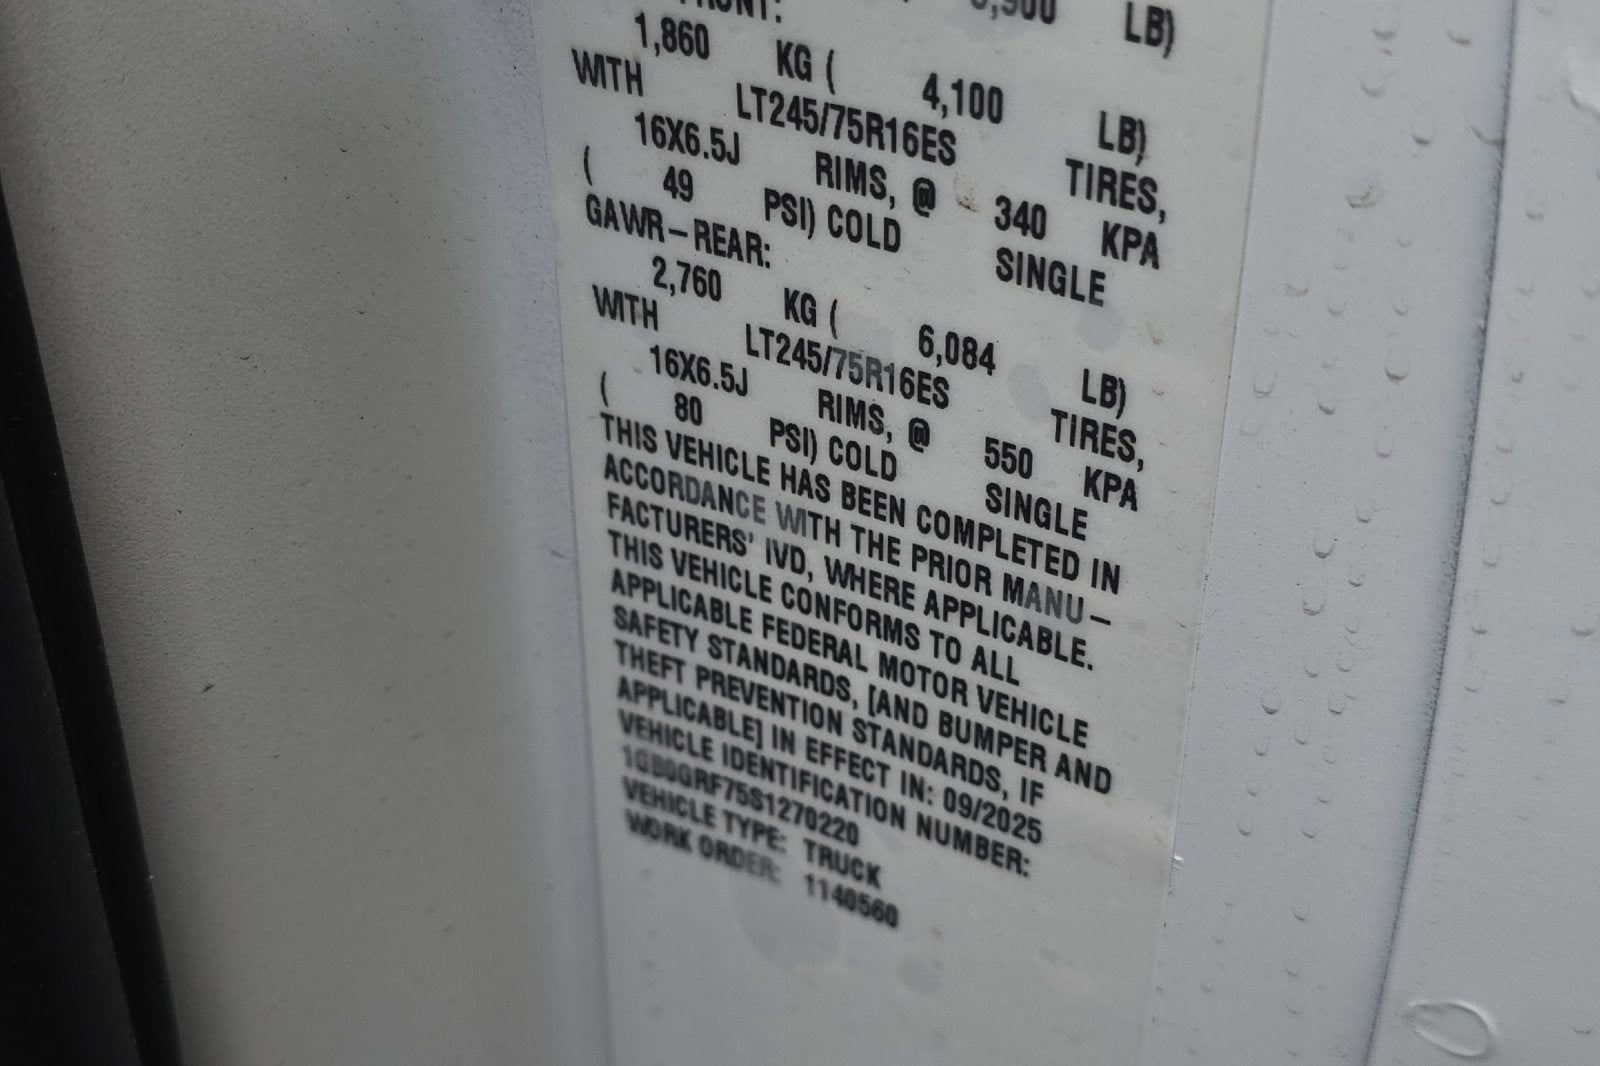 LB)
FRONT:
1,860 KG ( 4,100 LB)
WITH LT245/75R16ES TIRES,
16X6.5J RIMS, @ 340 KPA
( 49 PSI) COLD SINGLE
GAWR–REAR:
2,760 KG ( 6,084 LB)
WITH LT245/75R16ES TIRES,
16X6.5J RIMS, @ 550 KPA
( 80 PSI) COLD SINGLE
THIS VEHICLE HAS BEEN COMPLETED IN
ACCORDANCE WITH THE PRIOR MANU–
FACTURERS' IVD, WHERE APPLICABLE.
THIS VEHICLE CONFORMS TO ALL
APPLICABLE FEDERAL MOTOR VEHICLE
SAFETY STANDARDS, [AND BUMPER AND
THEFT PREVENTION STANDARDS, IF
APPLICABLE] IN EFFECT IN: 09/2025
VEHICLE IDENTIFICATION NUMBER:
1GB0GRF75S1270220
VEHICLE TYPE: TRUCK
WORK ORDER: 1140560